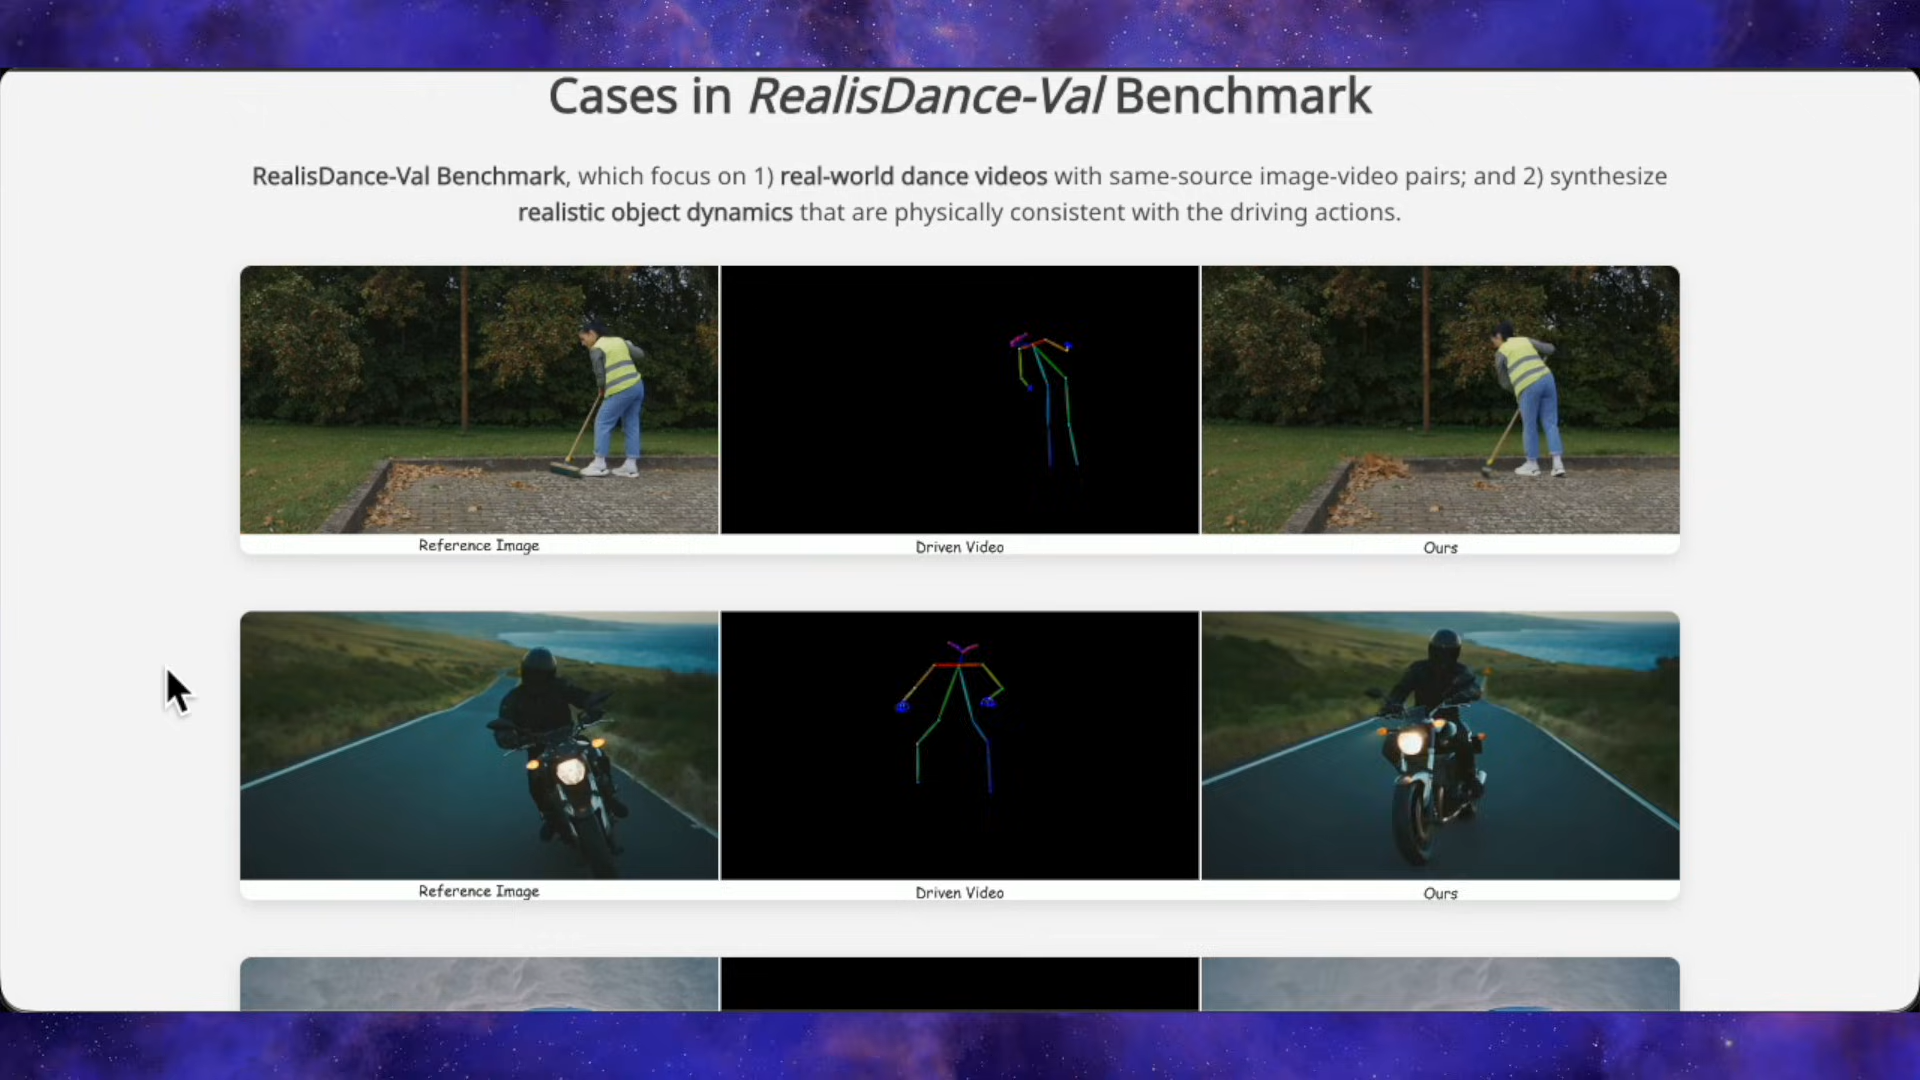 Cases in RealisDance-Val Benchmark
RealisDance-Val Benchmark, which focus on 1) real-world dance videos with same-source image-video pairs; and 2) synthesize
realistic object dynamics that are physically consistent with the driving actions.
Reference Image
Driven Video
Ours
Reference Image
Driven Video
Ours